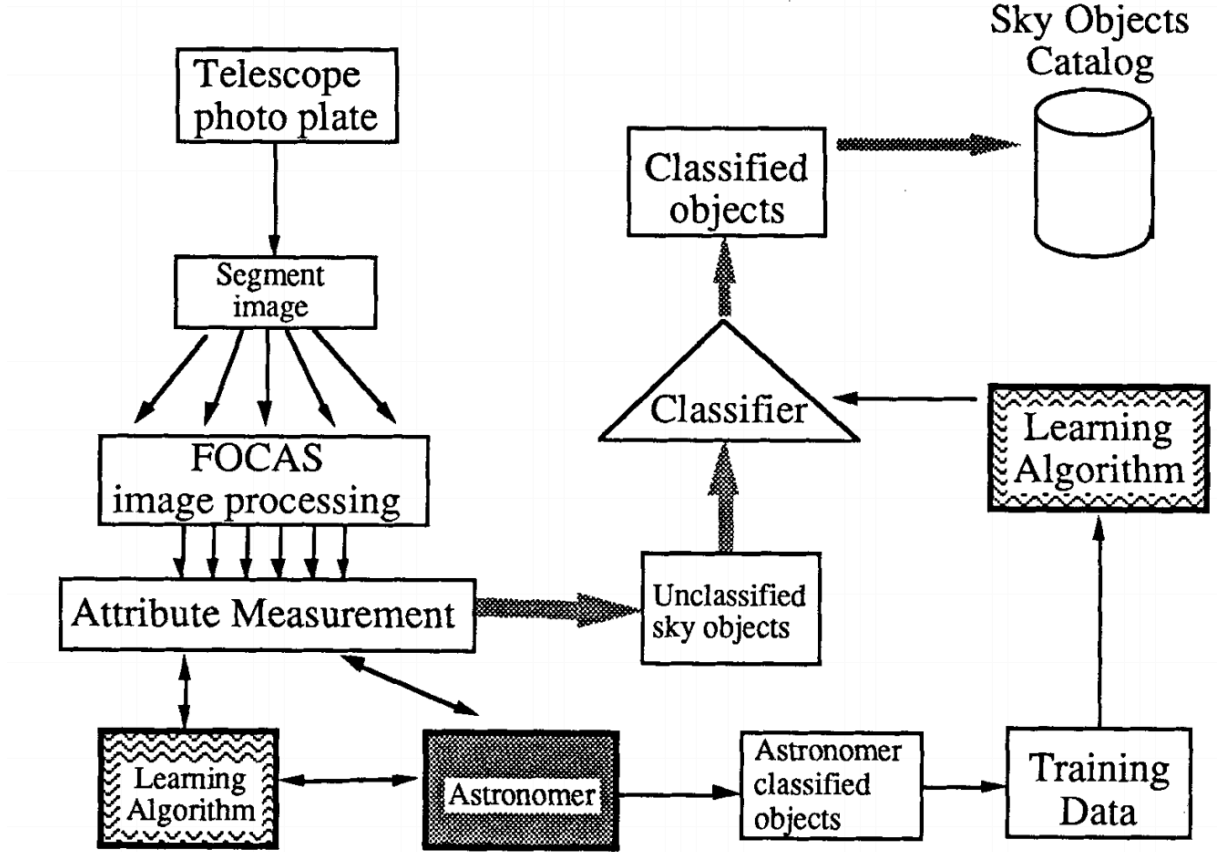 Sky Objects
Catalog
Telescope
photo plate
Classified
objects
Segment
image
Classifier
Learning
Algorithm
FOCAS
image processing
Attribute Measurement
Unclassified
sky objects
Learning
Algorithm
Astronomer
Astronomer
classified
objects
Training
Data